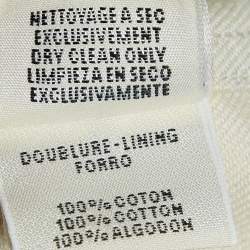 NETTOYAGE A SEC
EXCLUSIVEMENT
DRY CLEAN ONLY
LIMPIEZA EN SECO
EXCLUSIVAMENTE
DOUBLURE-LINING
FORRO
100% COTON
100% COTTON
100% ALGODON